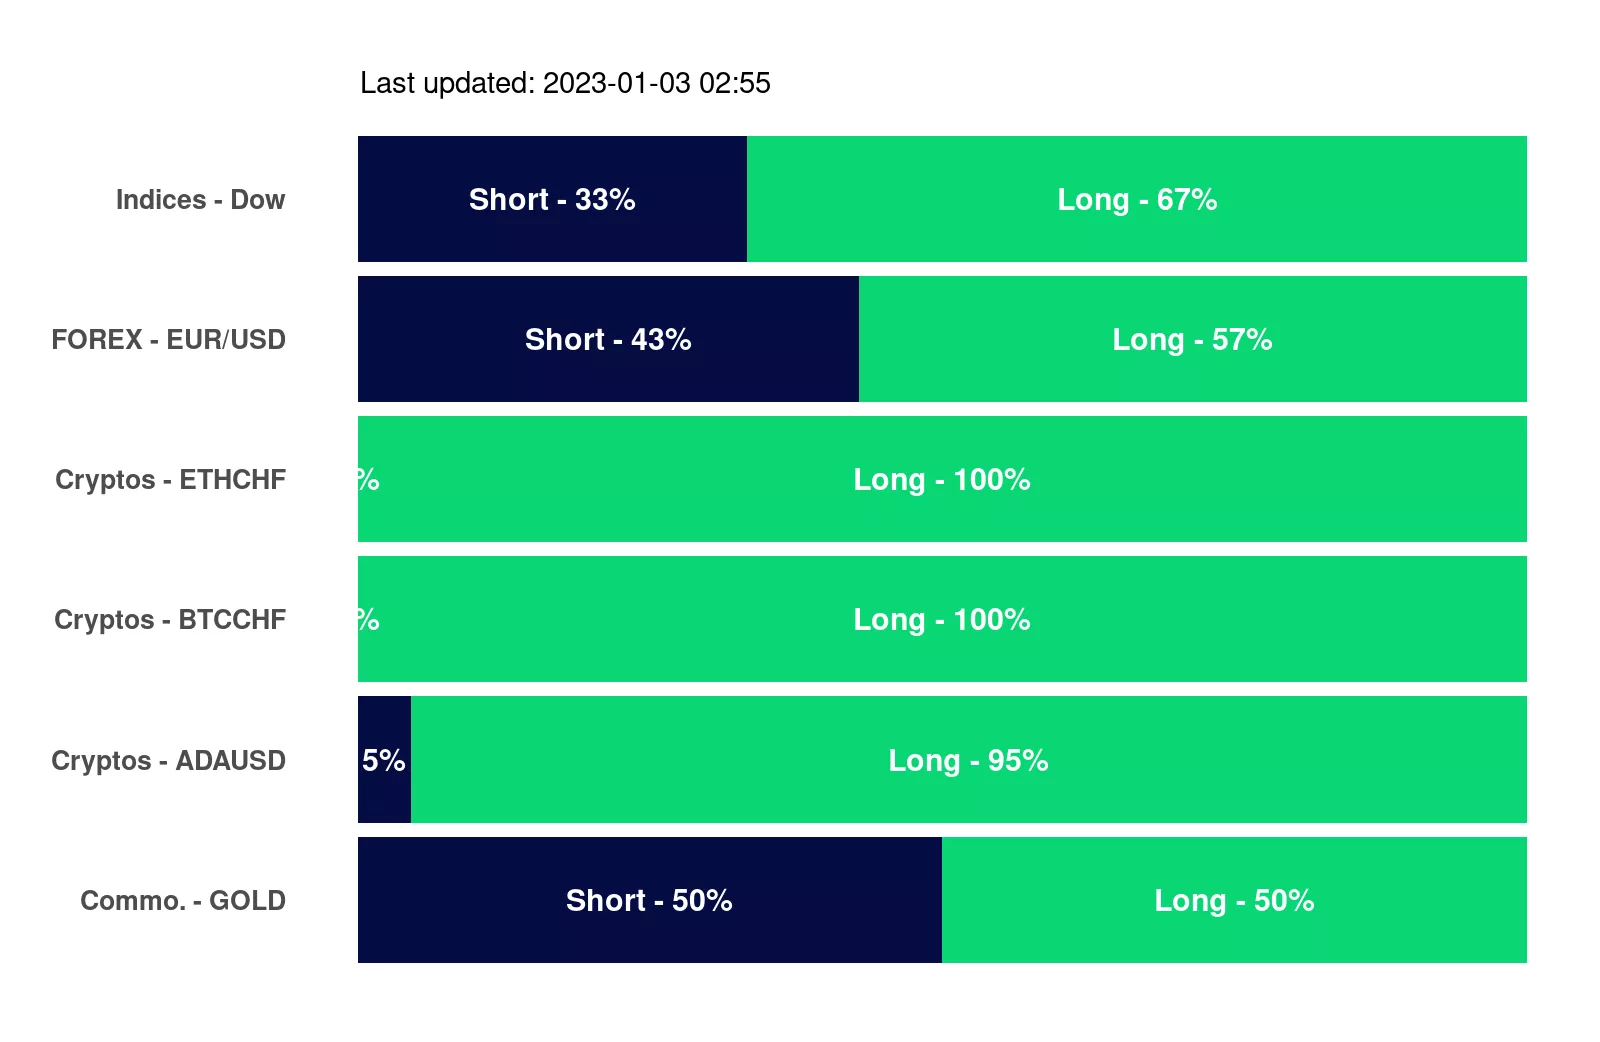 Last updated: 2023-01-03 02:55
Indices - Dow Short - 33% Long - 67%
FOREX - EUR/USD Short - 43% Long - 57%
Cryptos - ETHCHF % Long - 100%
Cryptos - BTCCHF % Long - 100%
Cryptos - ADAUSD 5% Long - 95%
Commo. - GOLD Short - 50% Long - 50%